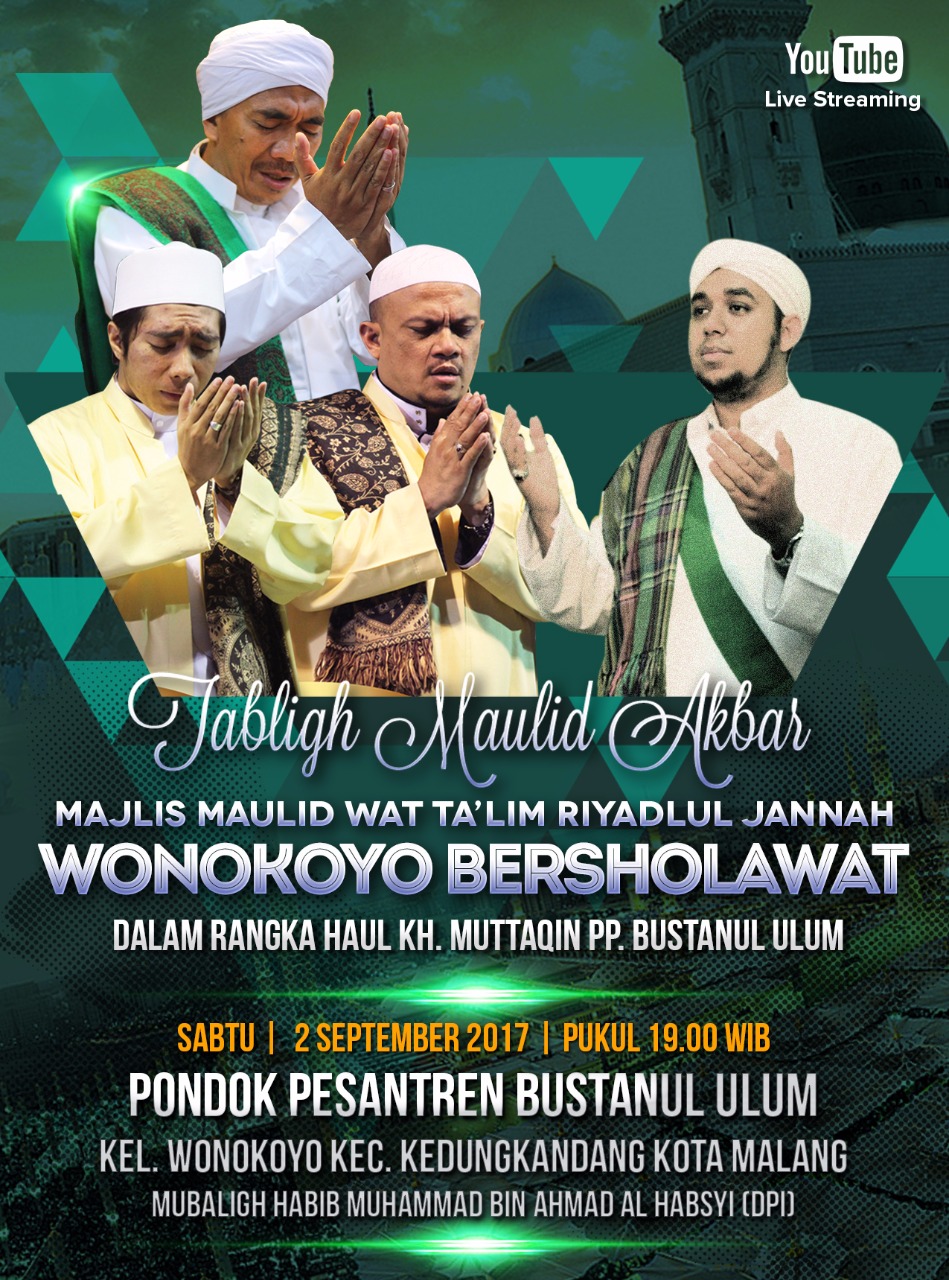 YouTube
Live Streaming
Tabligh Maulid Akbar
MAJLIS MAULID WAT TA'LIM RIYADLUL JANNAH
WONOKOYO BERSHOLAWAT
DALAM RANGKA HAUL KH. MUTTAQIN PP. BUSTANUL ULUM
SABTU | 2 SEPTEMBER 2017 | PUKUL 19.00 WIB
PONDOK PESANTREN BUSTANUL ULUM
KEL. WONOKOYO KEC. KEDUNGKANDANG KOTA MALANG
MUBALIGH HABIB MUHAMMAD BIN AHMAD AL HABSYI (DPI)